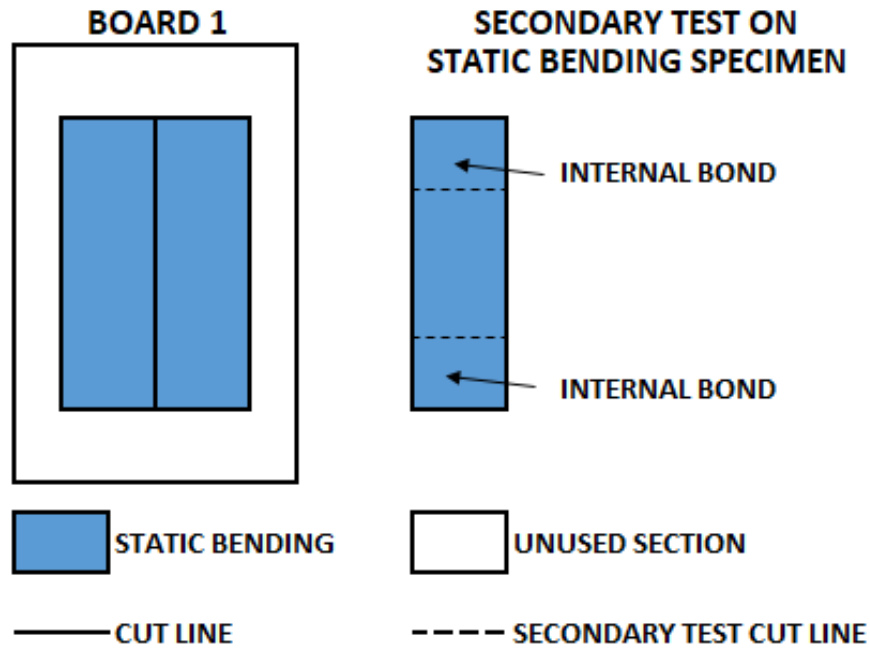 BOARD 1
SECONDARY TEST ON
STATIC BENDING SPECIMEN
INTERNAL BOND
INTERNAL BOND
STATIC BENDING
UNUSED SECTION
CUT LINE
SECONDARY TEST CUT LINE